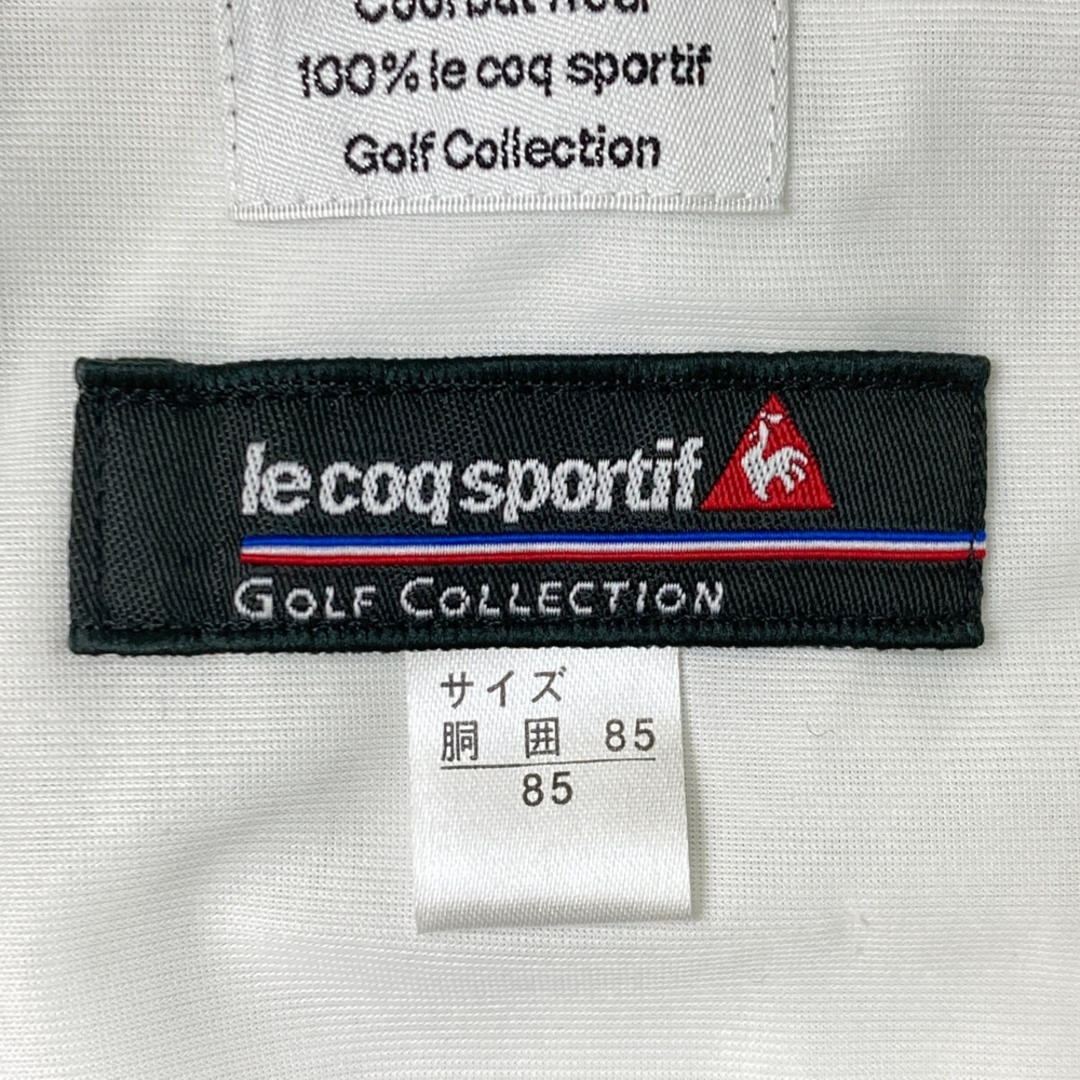 100% le coq sportif
Golf Collection
le coq sportif
GOLF COLLECTION
サイズ
胴 囲 85
85